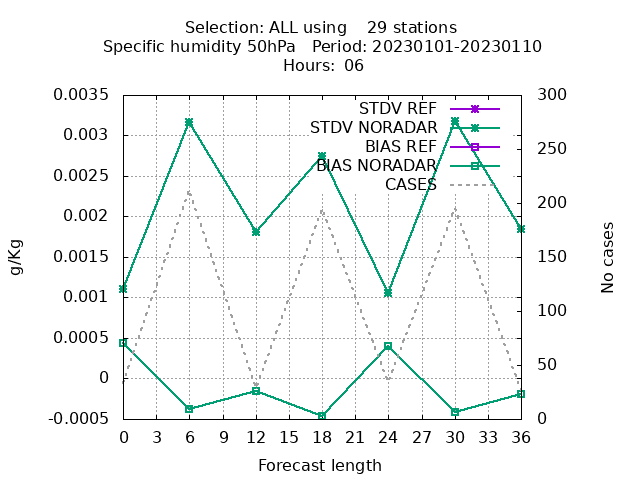 Selection: ALL using    29 stations
Specific humidity 50hPa   Period: 20230101-20230110
Hours:  06
0.0035
0.003
0.0025
0.002
0.0015
0.001
0.0005
0
-0.0005
g/Kg
STDV REF
STDV NORADAR
BIAS REF
BIAS NORADAR
CASES
300
250
200
150
100
50
0
No cases
0 3 6 9 12 15 18 21 24 27 30 33 36
Forecast length